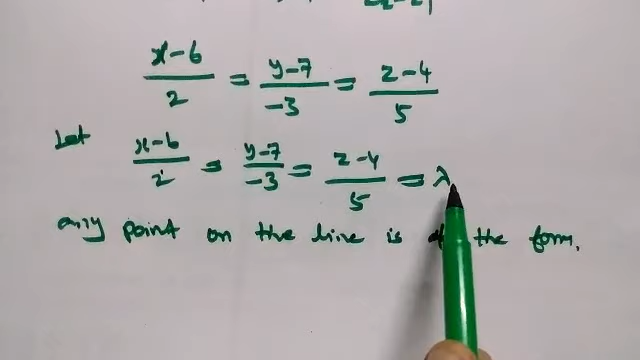 x-6/2 = y-7/-3 = z-4/5
Let
x-6/2 = y-7/-3 = z-4/5 = λ
any point on the line is of the form,